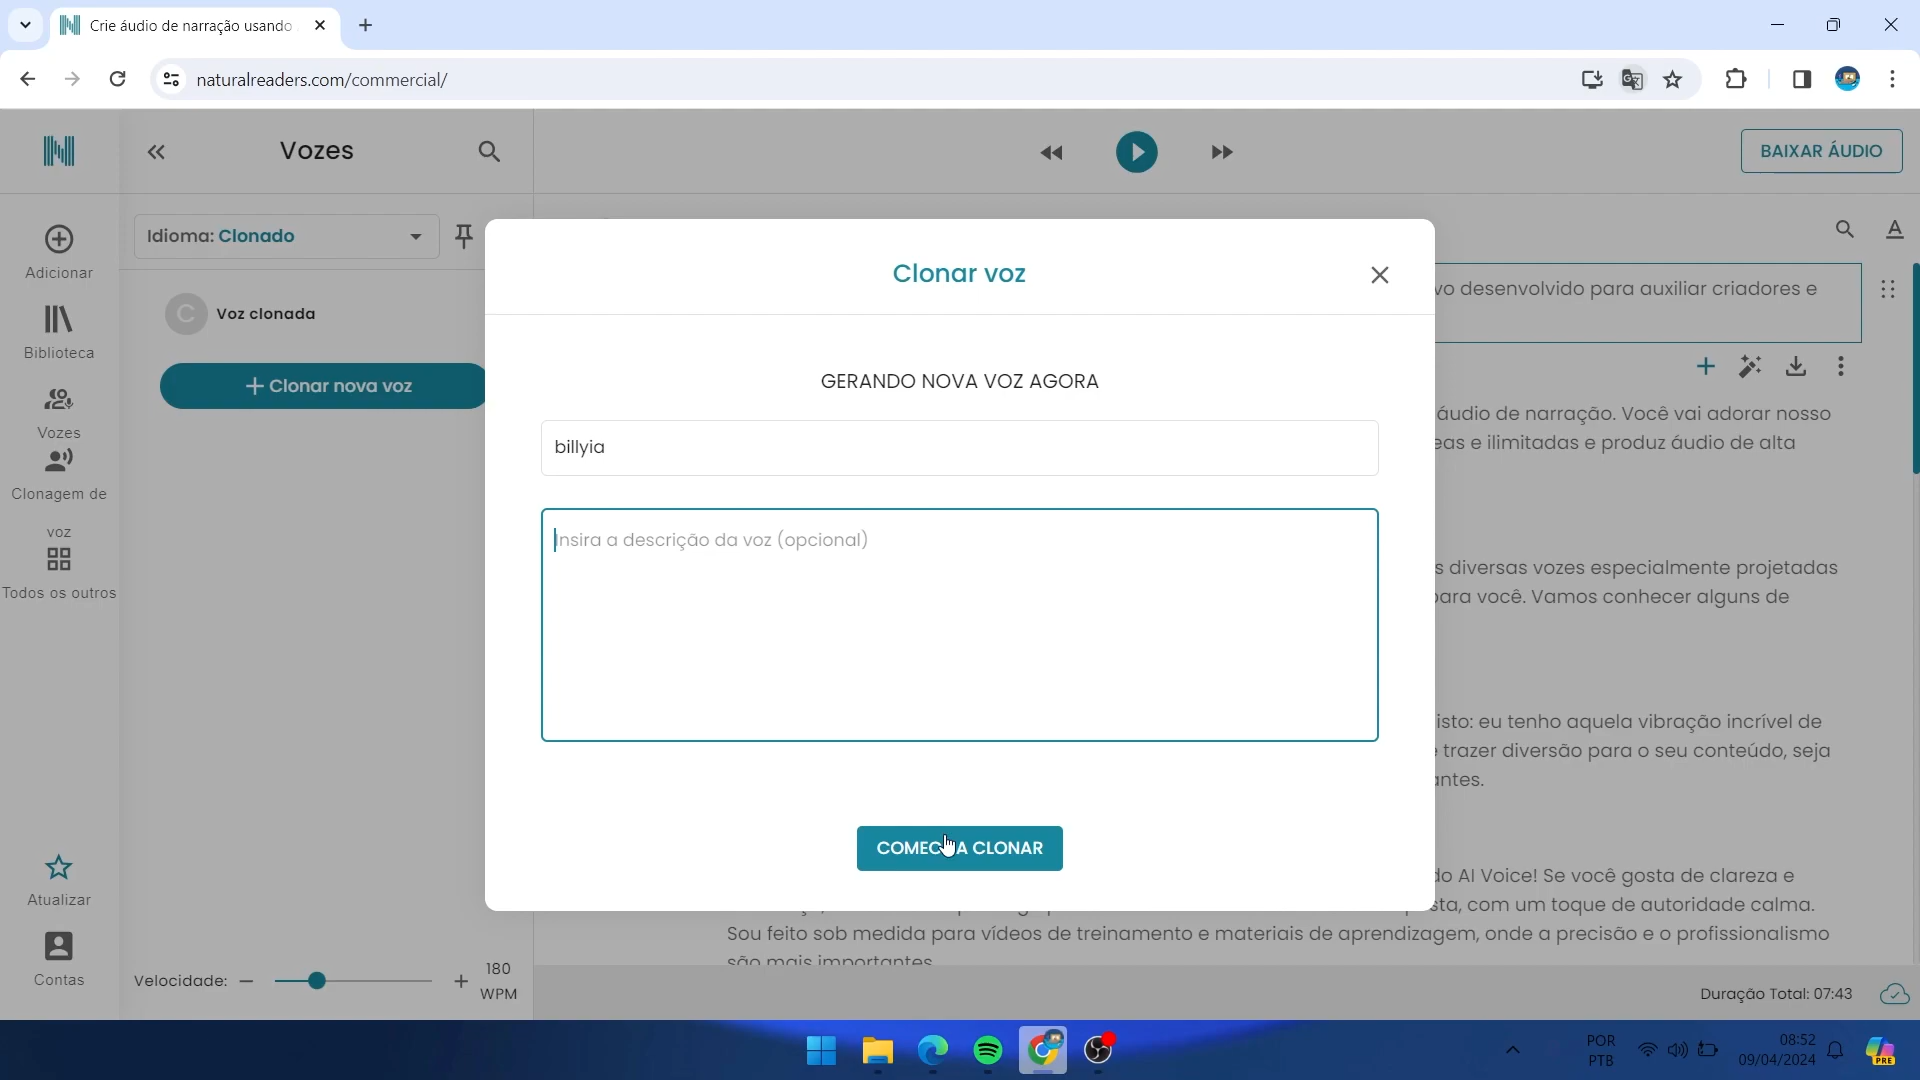 Crie áudio de narração usando
naturalreaders.com/commercial/
Vozes
BAIXAR ÁUDIO
Adicionar
Biblioteca
Vozes
Clonagem de
voz
Todos os outros
Atualizar
Contas
Idioma: Clonado
C Voz clonada
+ Clonar nova voz
Velocidade: − + 180
WPM
Clonar voz
GERANDO NOVA VOZ AGORA
billyia
Insira a descrição da voz (opcional)
A CLONAR
desenvolvido para auxiliar criadores e
áudio de narração. Você vai adorar nosso
e ilimitadas e produz áudio de alta
diversas vozes especialmente projetadas
para você. Vamos conhecer alguns de
isto: eu tenho aquela vibração incrível de
trazer diversão para o seu conteúdo, seja
AI Voice! Se você gosta de clareza e
com um toque de autoridade calma.
Sou feito sob medida para vídeos de treinamento e materiais de aprendizagem, onde a precisão e o profissionalismo
são mais importantes
Duração Total: 07:43
POR
PTB
08:52
09/04/2024
PRE